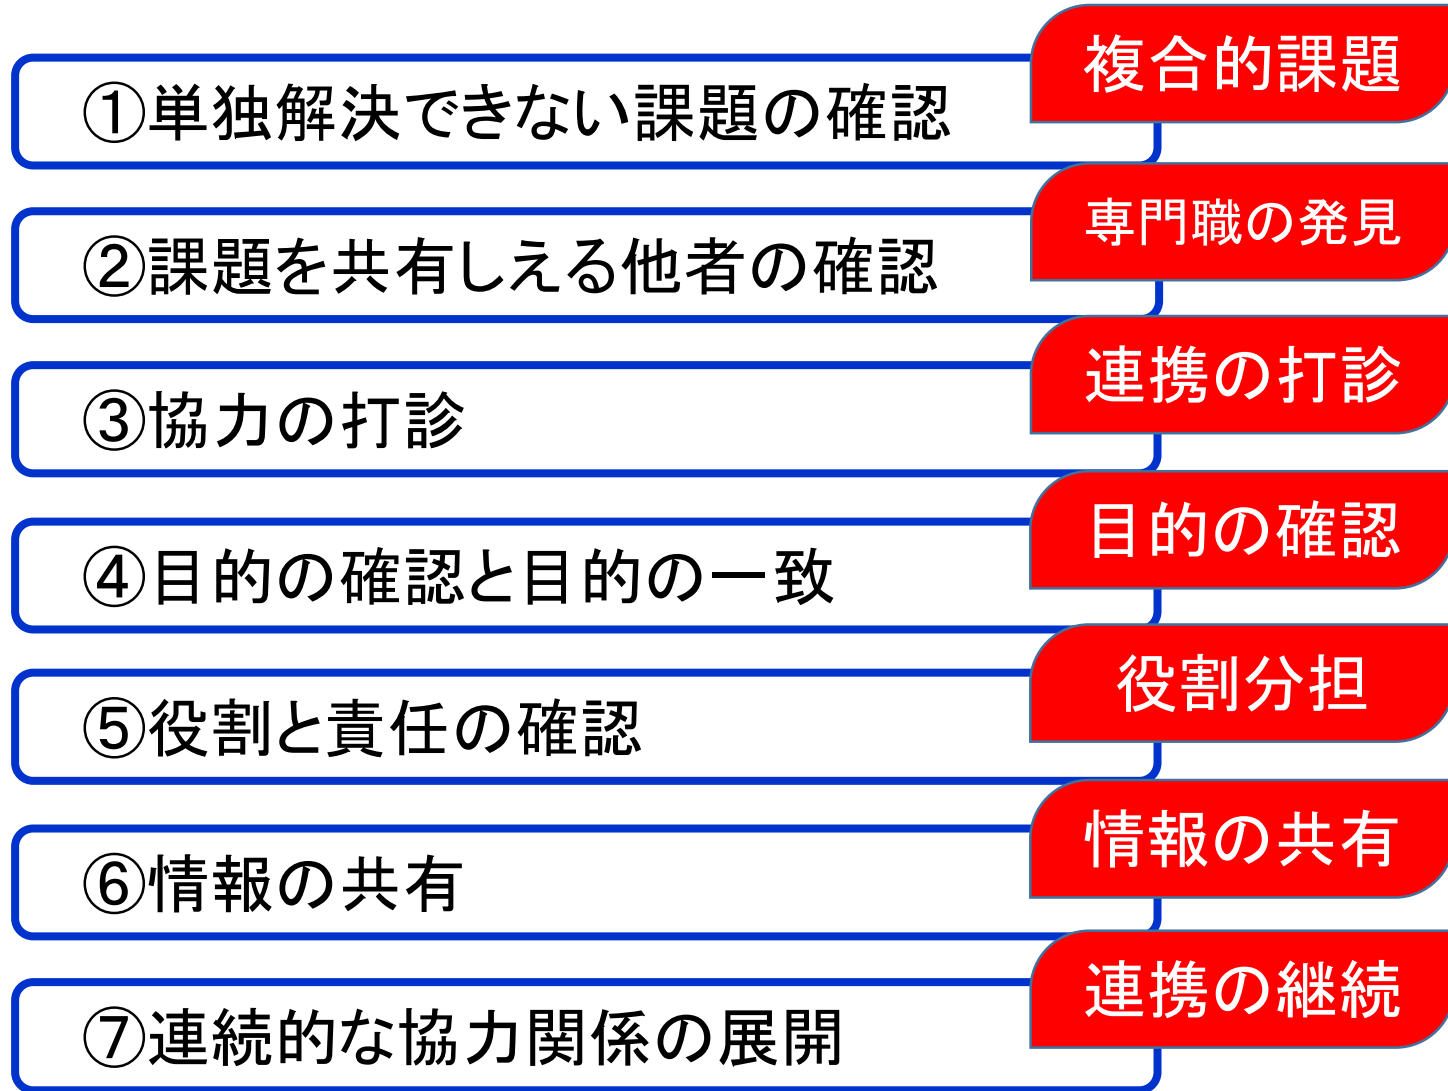 複合的課題
①単独解決できない課題の確認
専門職の発見
②課題を共有しえる他者の確認
連携の打診
③協力の打診
目的の確認
④目的の確認と目的の一致
役割分担
⑤役割と責任の確認
情報の共有
⑥情報の共有
連携の継続
⑦連続的な協力関係の展開